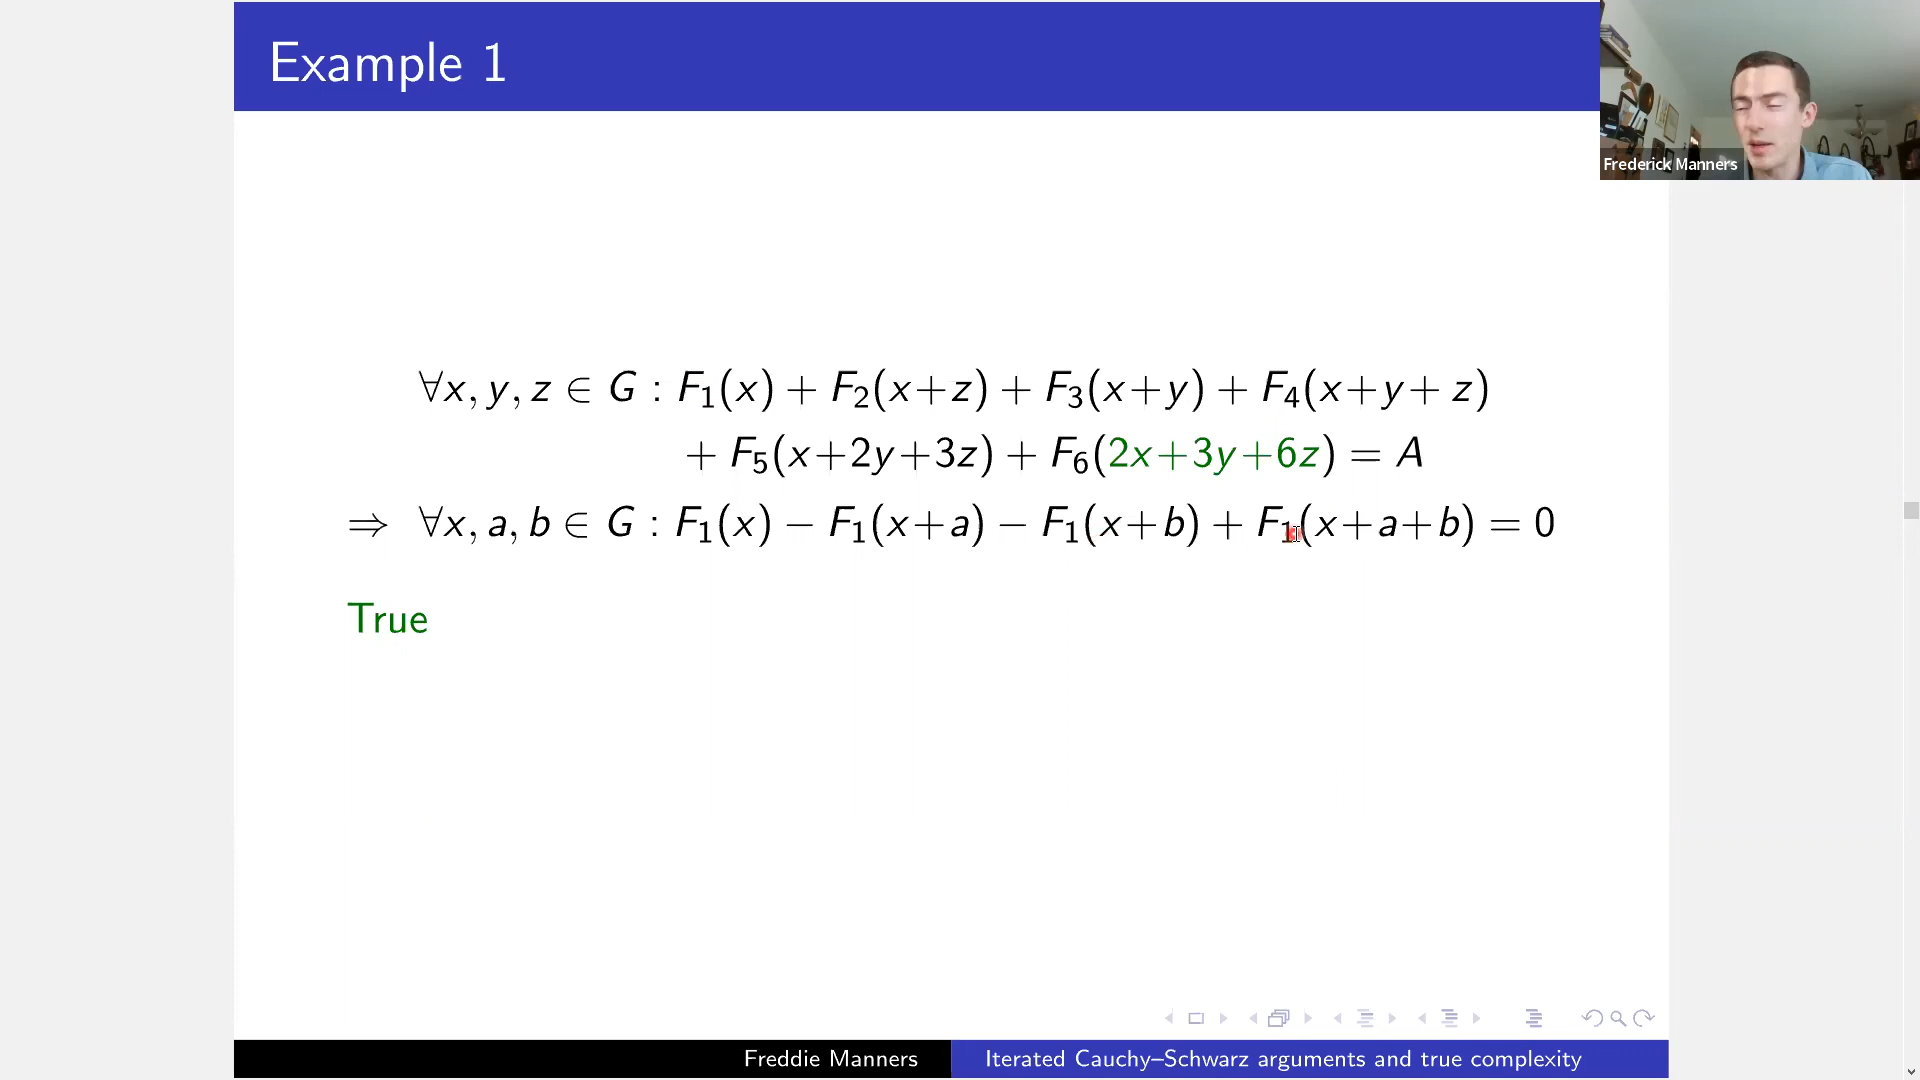 Example 1
Frederick Manners
∀x, y, z ∈ G : F₁(x) + F₂(x+z) + F₃(x+y) + F₄(x+y+z)
+ F₅(x+2y+3z) + F₆(2x+3y+6z) = A
⇒ ∀x, a, b ∈ G : F₁(x) − F₁(x+a) − F₁(x+b) + F₁(x+a+b) = 0
True
Freddie Manners
Iterated Cauchy–Schwarz arguments and true complexity